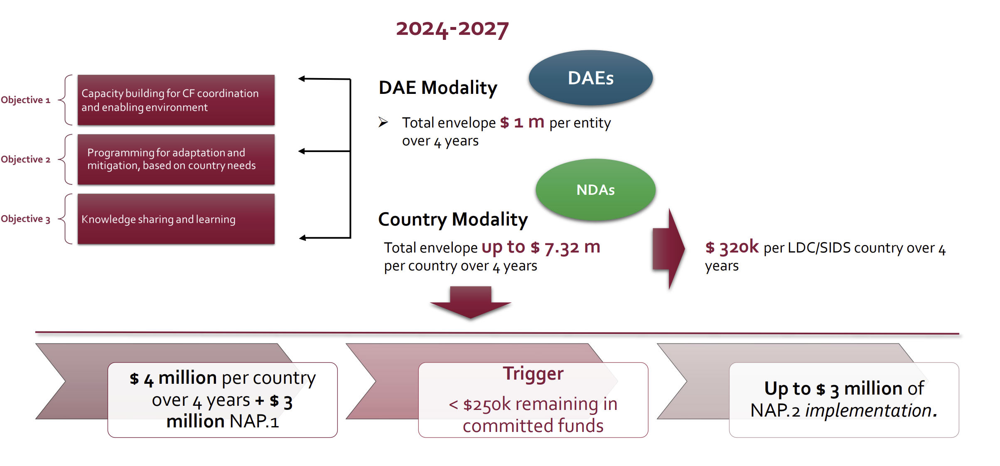 2024-2027
Objective 1
Capacity building for CF coordination
and enabling environment
Objective 2
Programming for adaptation and
mitigation, based on country needs
Objective 3
Knowledge sharing and learning
DAE Modality
DAEs
➢ Total envelope $ 1 m per entity
over 4 years
NDAs
Country Modality
Total envelope up to $ 7.32 m
per country over 4 years
$ 320k per LDC/SIDS country over 4
years
$ 4 million per country
over 4 years + $ 3
million NAP.1
Trigger
< $250k remaining in
committed funds
Up to $ 3 million of
NAP.2 implementation.